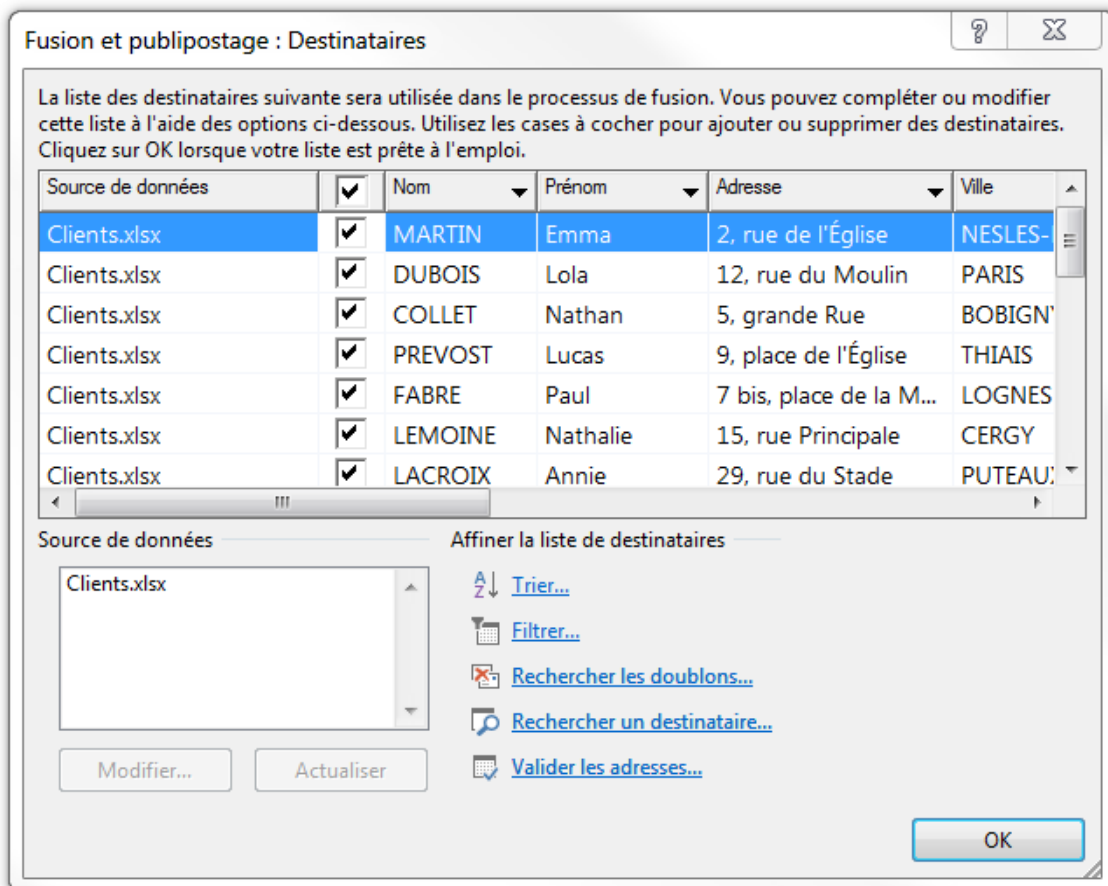 Fusion et publipostage : Destinataires
La liste des destinataires suivante sera utilisée dans le processus de fusion. Vous pouvez compléter ou modifier
cette liste à l'aide des options ci-dessous. Utilisez les cases à cocher pour ajouter ou supprimer des destinataires.
Cliquez sur OK lorsque votre liste est prête à l'emploi.
Source de données Nom Prénom Adresse Ville
Clients.xlsx MARTIN Emma 2, rue de l'Église NESLES-
Clients.xlsx DUBOIS Lola 12, rue du Moulin PARIS
Clients.xlsx COLLET Nathan 5, grande Rue BOBIGNY
Clients.xlsx PREVOST Lucas 9, place de l'Église THIAIS
Clients.xlsx FABRE Paul 7 bis, place de la M... LOGNES
Clients.xlsx LEMOINE Nathalie 15, rue Principale CERGY
Clients.xlsx LACROIX Annie 29, rue du Stade PUTEAUX
Source de données Affiner la liste de destinataires
Clients.xlsx
Trier...
Filtrer...
Rechercher les doublons...
Rechercher un destinataire...
Modifier... Actualiser Valider les adresses...
OK